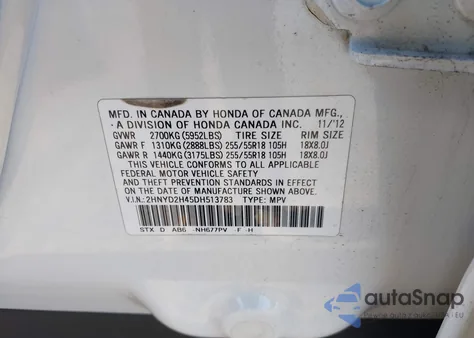 MFD. IN CANADA BY HONDA OF CANADA MFG.,
- A DIVISION OF HONDA CANADA INC. 11/'12
GVWR 2700KG (5952LBS) TIRE SIZE RIM SIZE
GAWR F 1310KG (2888LBS) 255/55R18 105H 18X8.0J
GAWR R 1440KG (3175LBS) 255/55R18 105H 18X8.0J
THIS VEHICLE CONFORMS TO ALL APPLICABLE
FEDERAL MOTOR VEHICLE SAFETY
AND THEFT PREVENTION STANDARDS IN EFFECT
ON THE DATE OF MANUFACTURE SHOWN ABOVE.
V.I.N.: 2HNYD2H45DH513783 TYPE: MPV
STX D AB6 NH677PV F -H
autaSnap